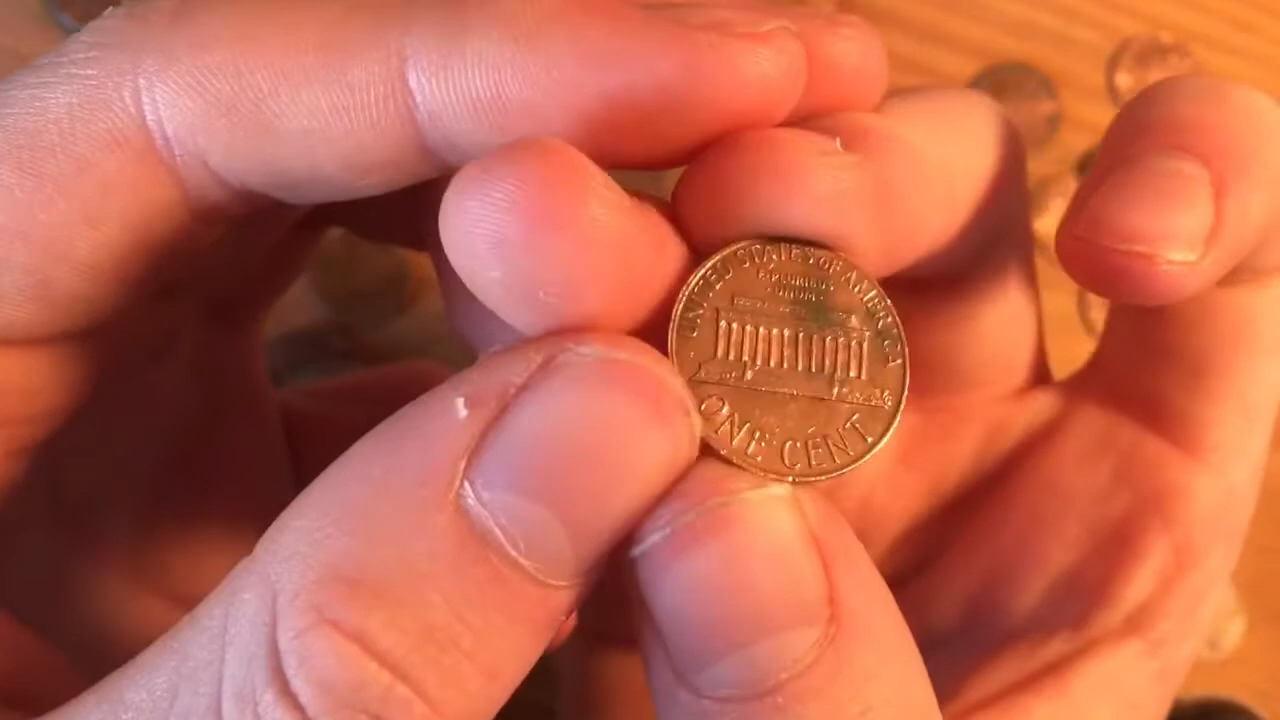 UNITED STATES OF AMERICA
E·PLURIBUS
·UNUM·
ONE CENT